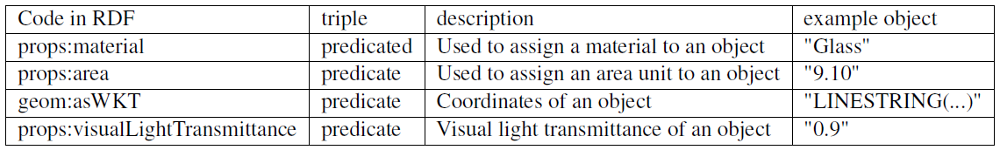 Code in RDF triple description example object
props:material predicated Used to assign a material to an object "Glass"
props:area predicate Used to assign an area unit to an object "9.10"
geom:asWKT predicate Coordinates of an object "LINESTRING(...)"
props:visualLightTransmittance predicate Visual light transmittance of an object "0.9"